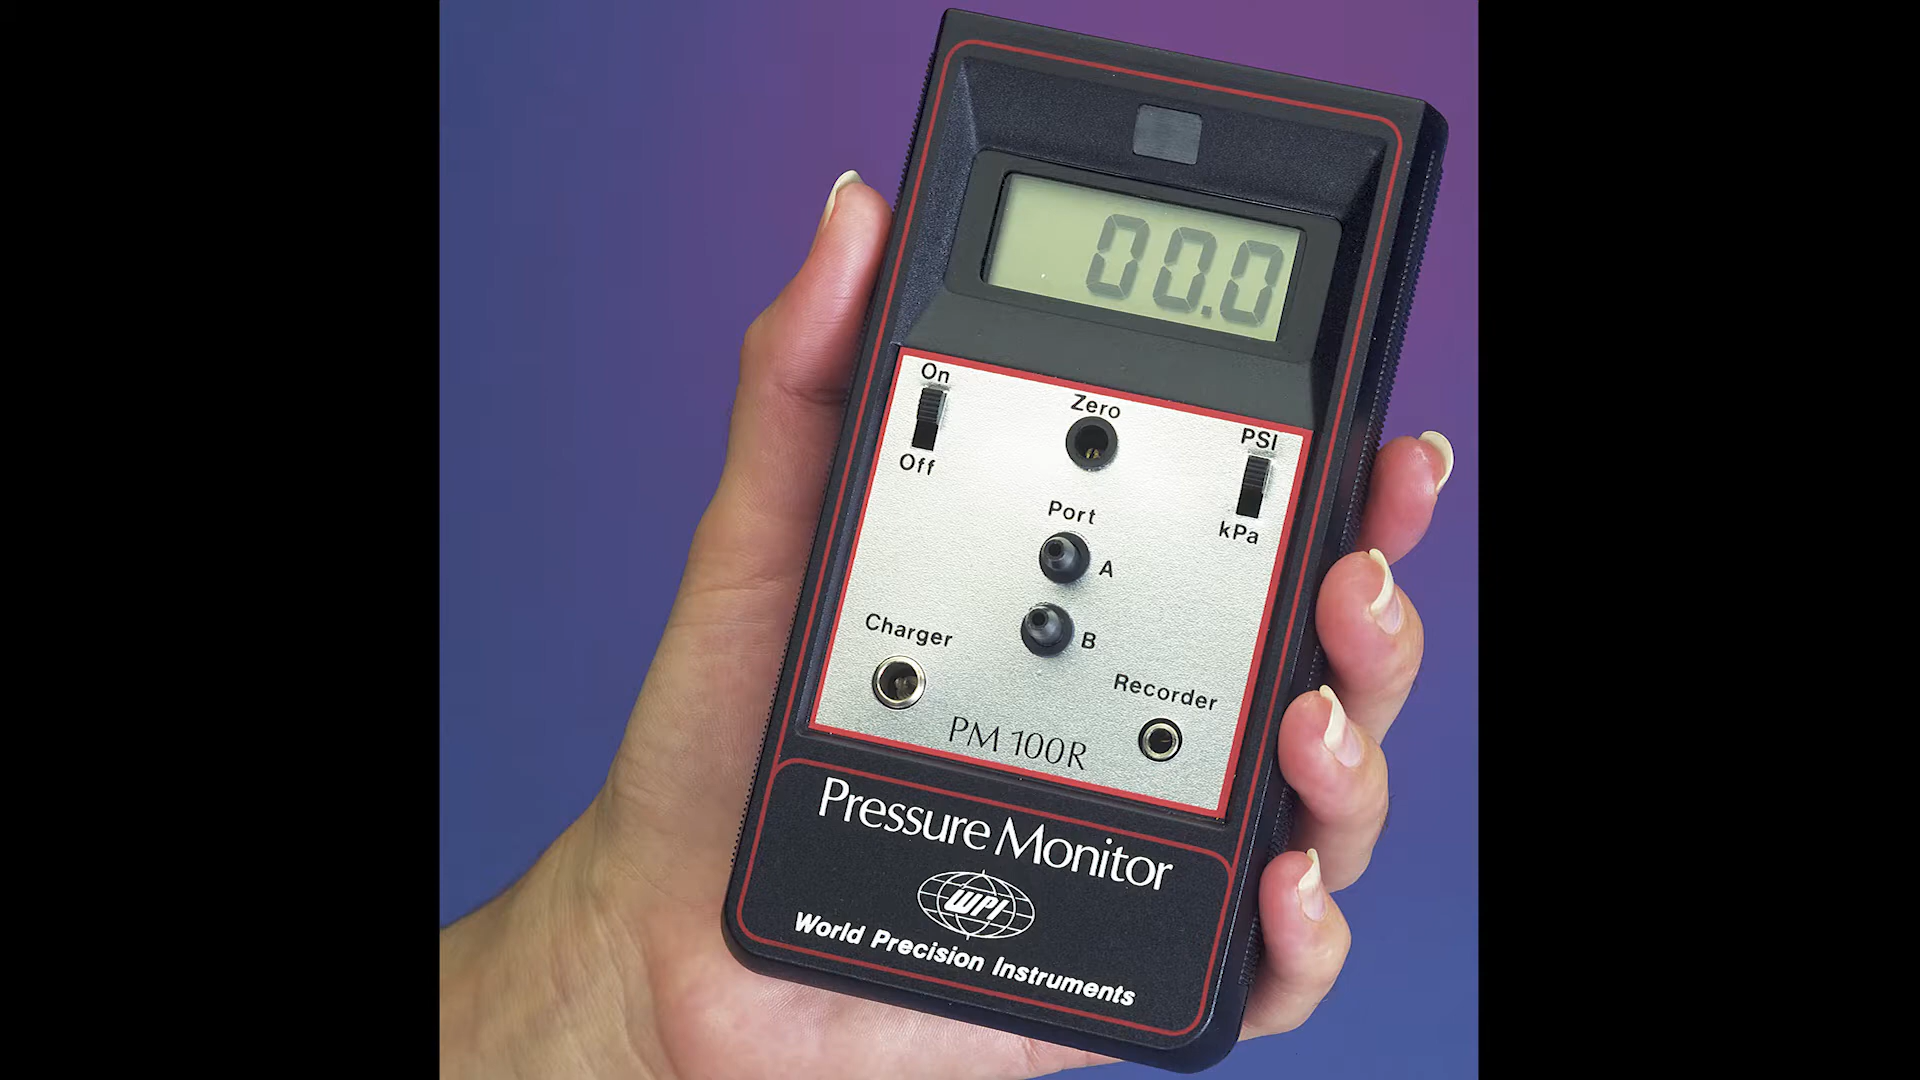 00.0
On
Off
Zero
PSI
kPa
Port
A
B
Charger
Recorder
PM 100R
Pressure Monitor
WPI
World Precision Instruments